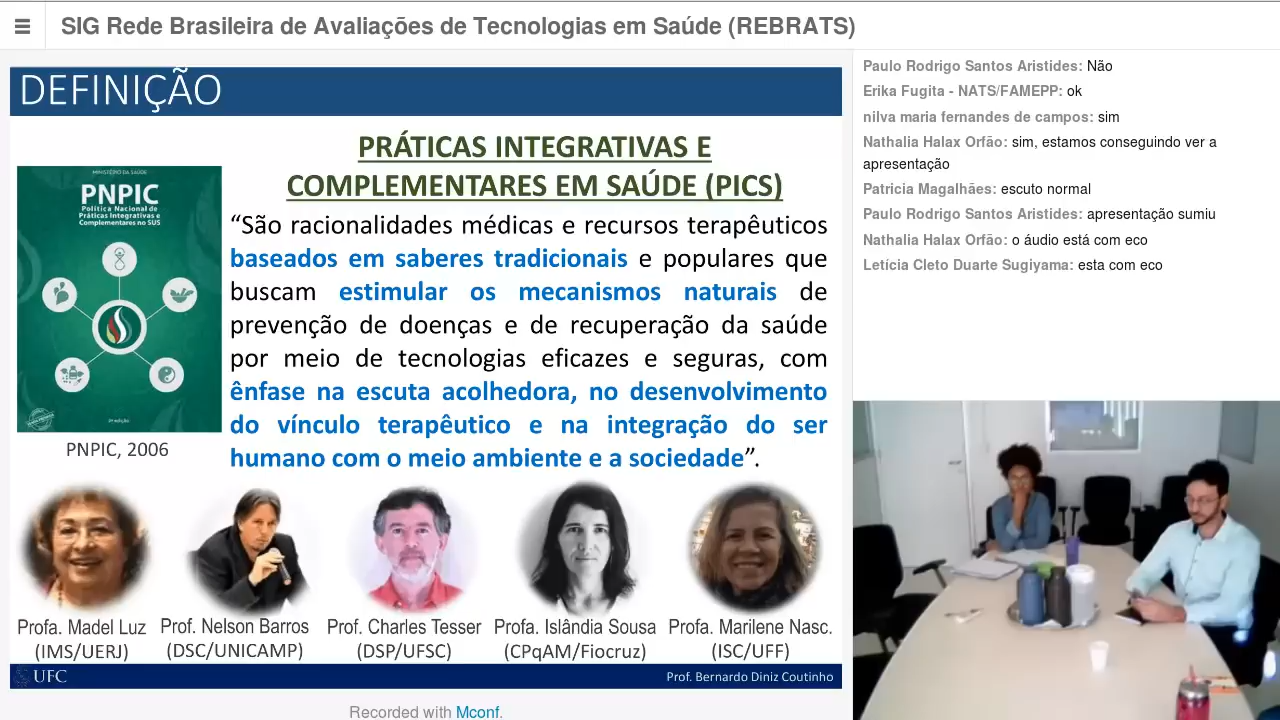 SIG Rede Brasileira de Avaliações de Tecnologias em Saúde (REBRATS)
DEFINIÇÃO
MINISTÉRIO DA SAÚDE
PNPIC
Política Nacional de
Práticas Integrativas e
Complementares no SUS
2ª edição
PNPIC, 2006
PRÁTICAS INTEGRATIVAS E
COMPLEMENTARES EM SAÚDE (PICS)
“São racionalidades médicas e recursos terapêuticos
baseados em saberes tradicionais e populares que
buscam estimular os mecanismos naturais de
prevenção de doenças e de recuperação da saúde
por meio de tecnologias eficazes e seguras, com
ênfase na escuta acolhedora, no desenvolvimento
do vínculo terapêutico e na integração do ser
humano com o meio ambiente e a sociedade”.
Profa. Madel Luz
(IMS/UERJ)
Prof. Nelson Barros
(DSC/UNICAMP)
Prof. Charles Tesser
(DSP/UFSC)
Profa. Islândia Sousa
(CPqAM/Fiocruz)
Profa. Marilene Nasc.
(ISC/UFF)
UFC
Prof. Bernardo Diniz Coutinho
Recorded with Mconf.
Paulo Rodrigo Santos Aristides: Não
Erika Fugita - NATS/FAMEPP: ok
nilva maria fernandes de campos: sim
Nathalia Halax Orfão: sim, estamos conseguindo ver a
apresentação
Patricia Magalhães: escuto normal
Paulo Rodrigo Santos Aristides: apresentação sumiu
Nathalia Halax Orfão: o áudio está com eco
Letícia Cleto Duarte Sugiyama: esta com eco